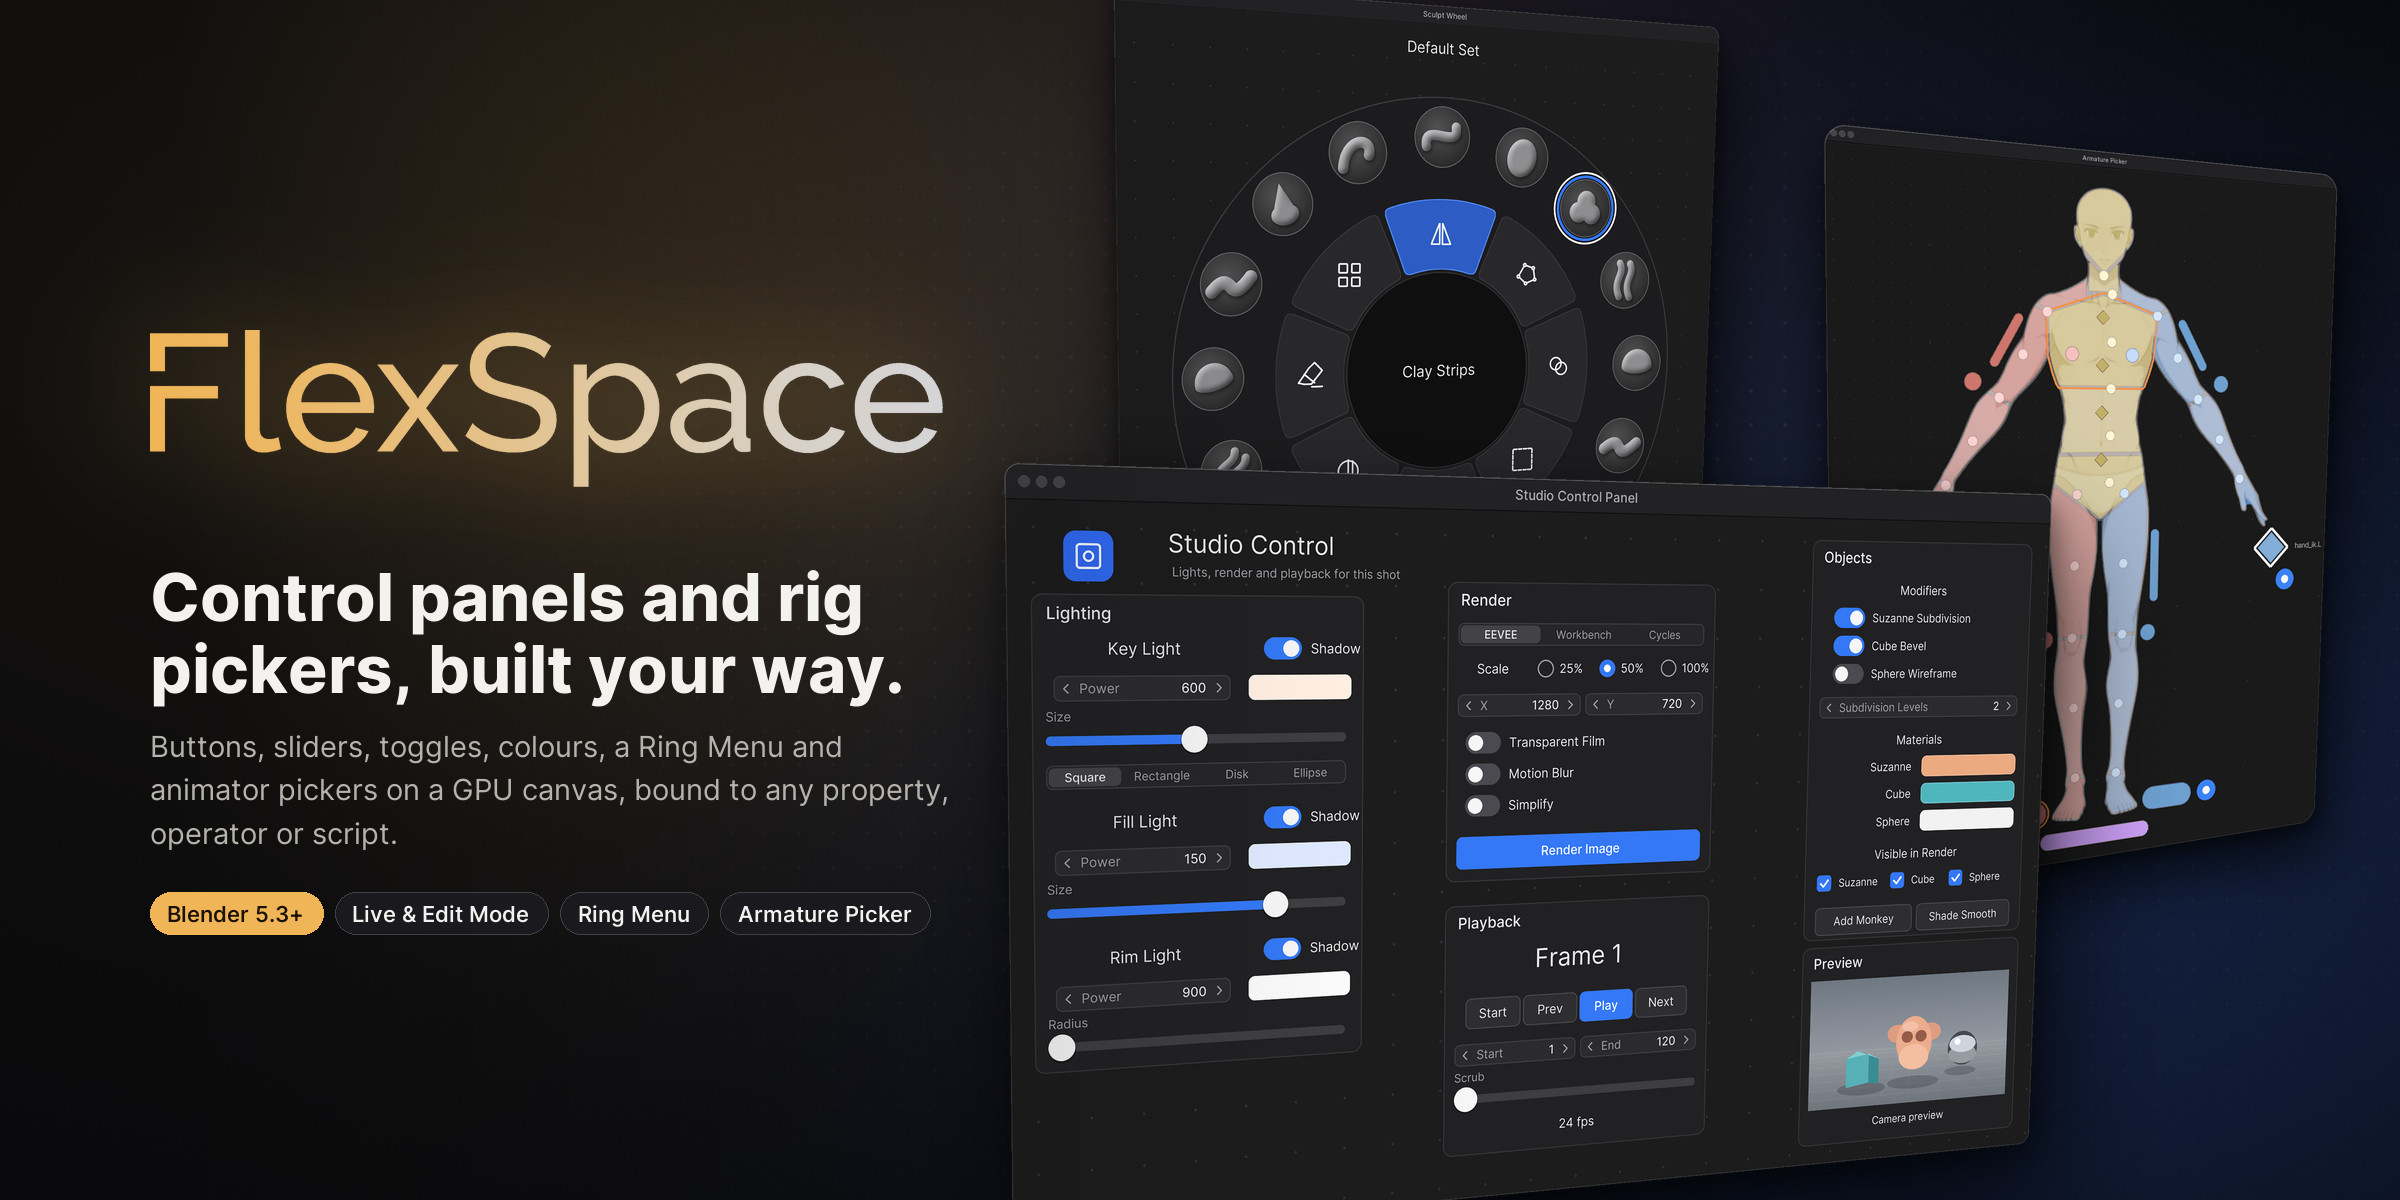 FlexSpace
Control panels and rig
pickers, built your way.
Buttons, sliders, toggles, colours, a Ring Menu and
animator pickers on a GPU canvas, bound to any property,
operator or script.
Blender 5.3+
Live & Edit Mode
Ring Menu
Armature Picker
Sculpt Wheel
Default Set
Clay Strips
Armature Picker
hand_ik.L
Studio Control Panel
Studio Control
Lights, render and playback for this shot
Lighting
Key Light
Shadow
Power 600
Size
Square Rectangle Disk Ellipse
Fill Light
Shadow
Power 150
Size
Rim Light
Shadow
Power 900
Radius
Render
EEVEE Workbench Cycles
Scale 25% 50% 100%
X 1280 Y 720
Transparent Film
Motion Blur
Simplify
Render Image
Playback
Frame 1
Start Prev Play Next
Start 1 End 120
Scrub
24 fps
Objects
Modifiers
Suzanne Subdivision
Cube Bevel
Sphere Wireframe
Subdivision Levels 2
Materials
Suzanne
Cube
Sphere
Visible in Render
Suzanne Cube Sphere
Add Monkey Shade Smooth
Preview
Camera preview